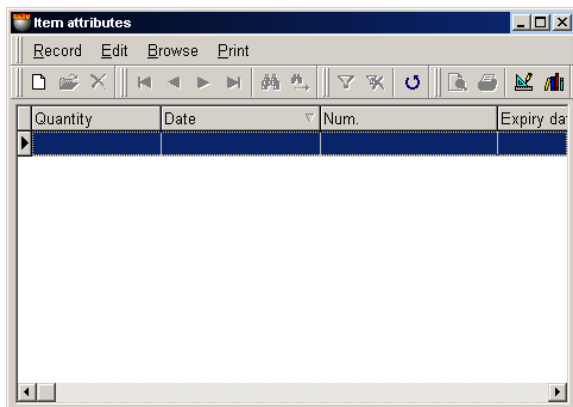 Item attributes
Record Edit Browse Print
Quantity Date Num. Expiry da